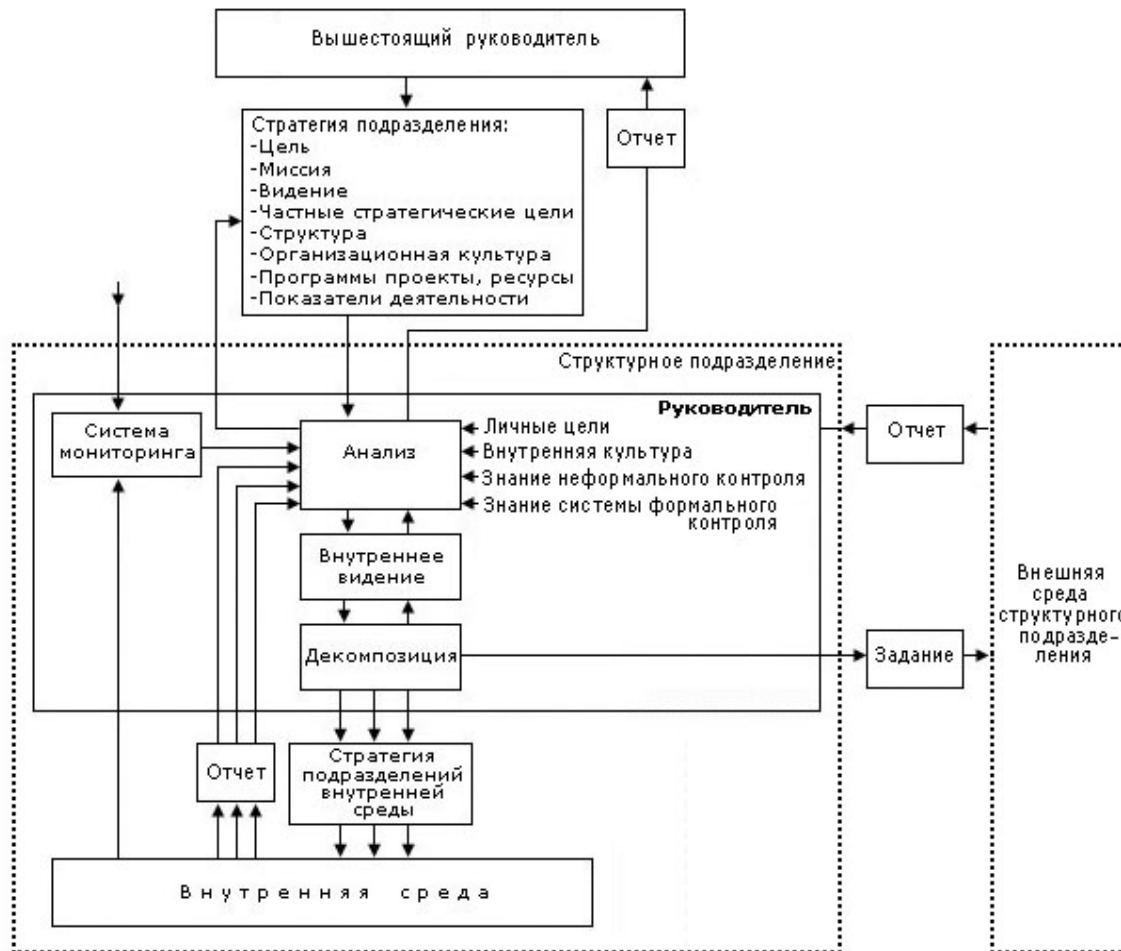 Вышестоящий руководитель
Стратегия подразделения:
-Цель
-Миссия
-Видение
-Частные стратегические цели
-Структура
-Организационная культура
-Программы проекты, ресурсы
-Показатели деятельности
Отчет
Структурное подразделение
Руководитель
Система
мониторинга
Анализ
Личные цели
Внутренняя культура
Знание неформального контроля
Знание системы формального
контроля
Отчет
Внутреннее
видение
Декомпозиция
Задание
Внешняя
среда
структурного
подразде-
ления
Отчет
Стратегия
подразделений
внутренней
среды
Внутренняя среда